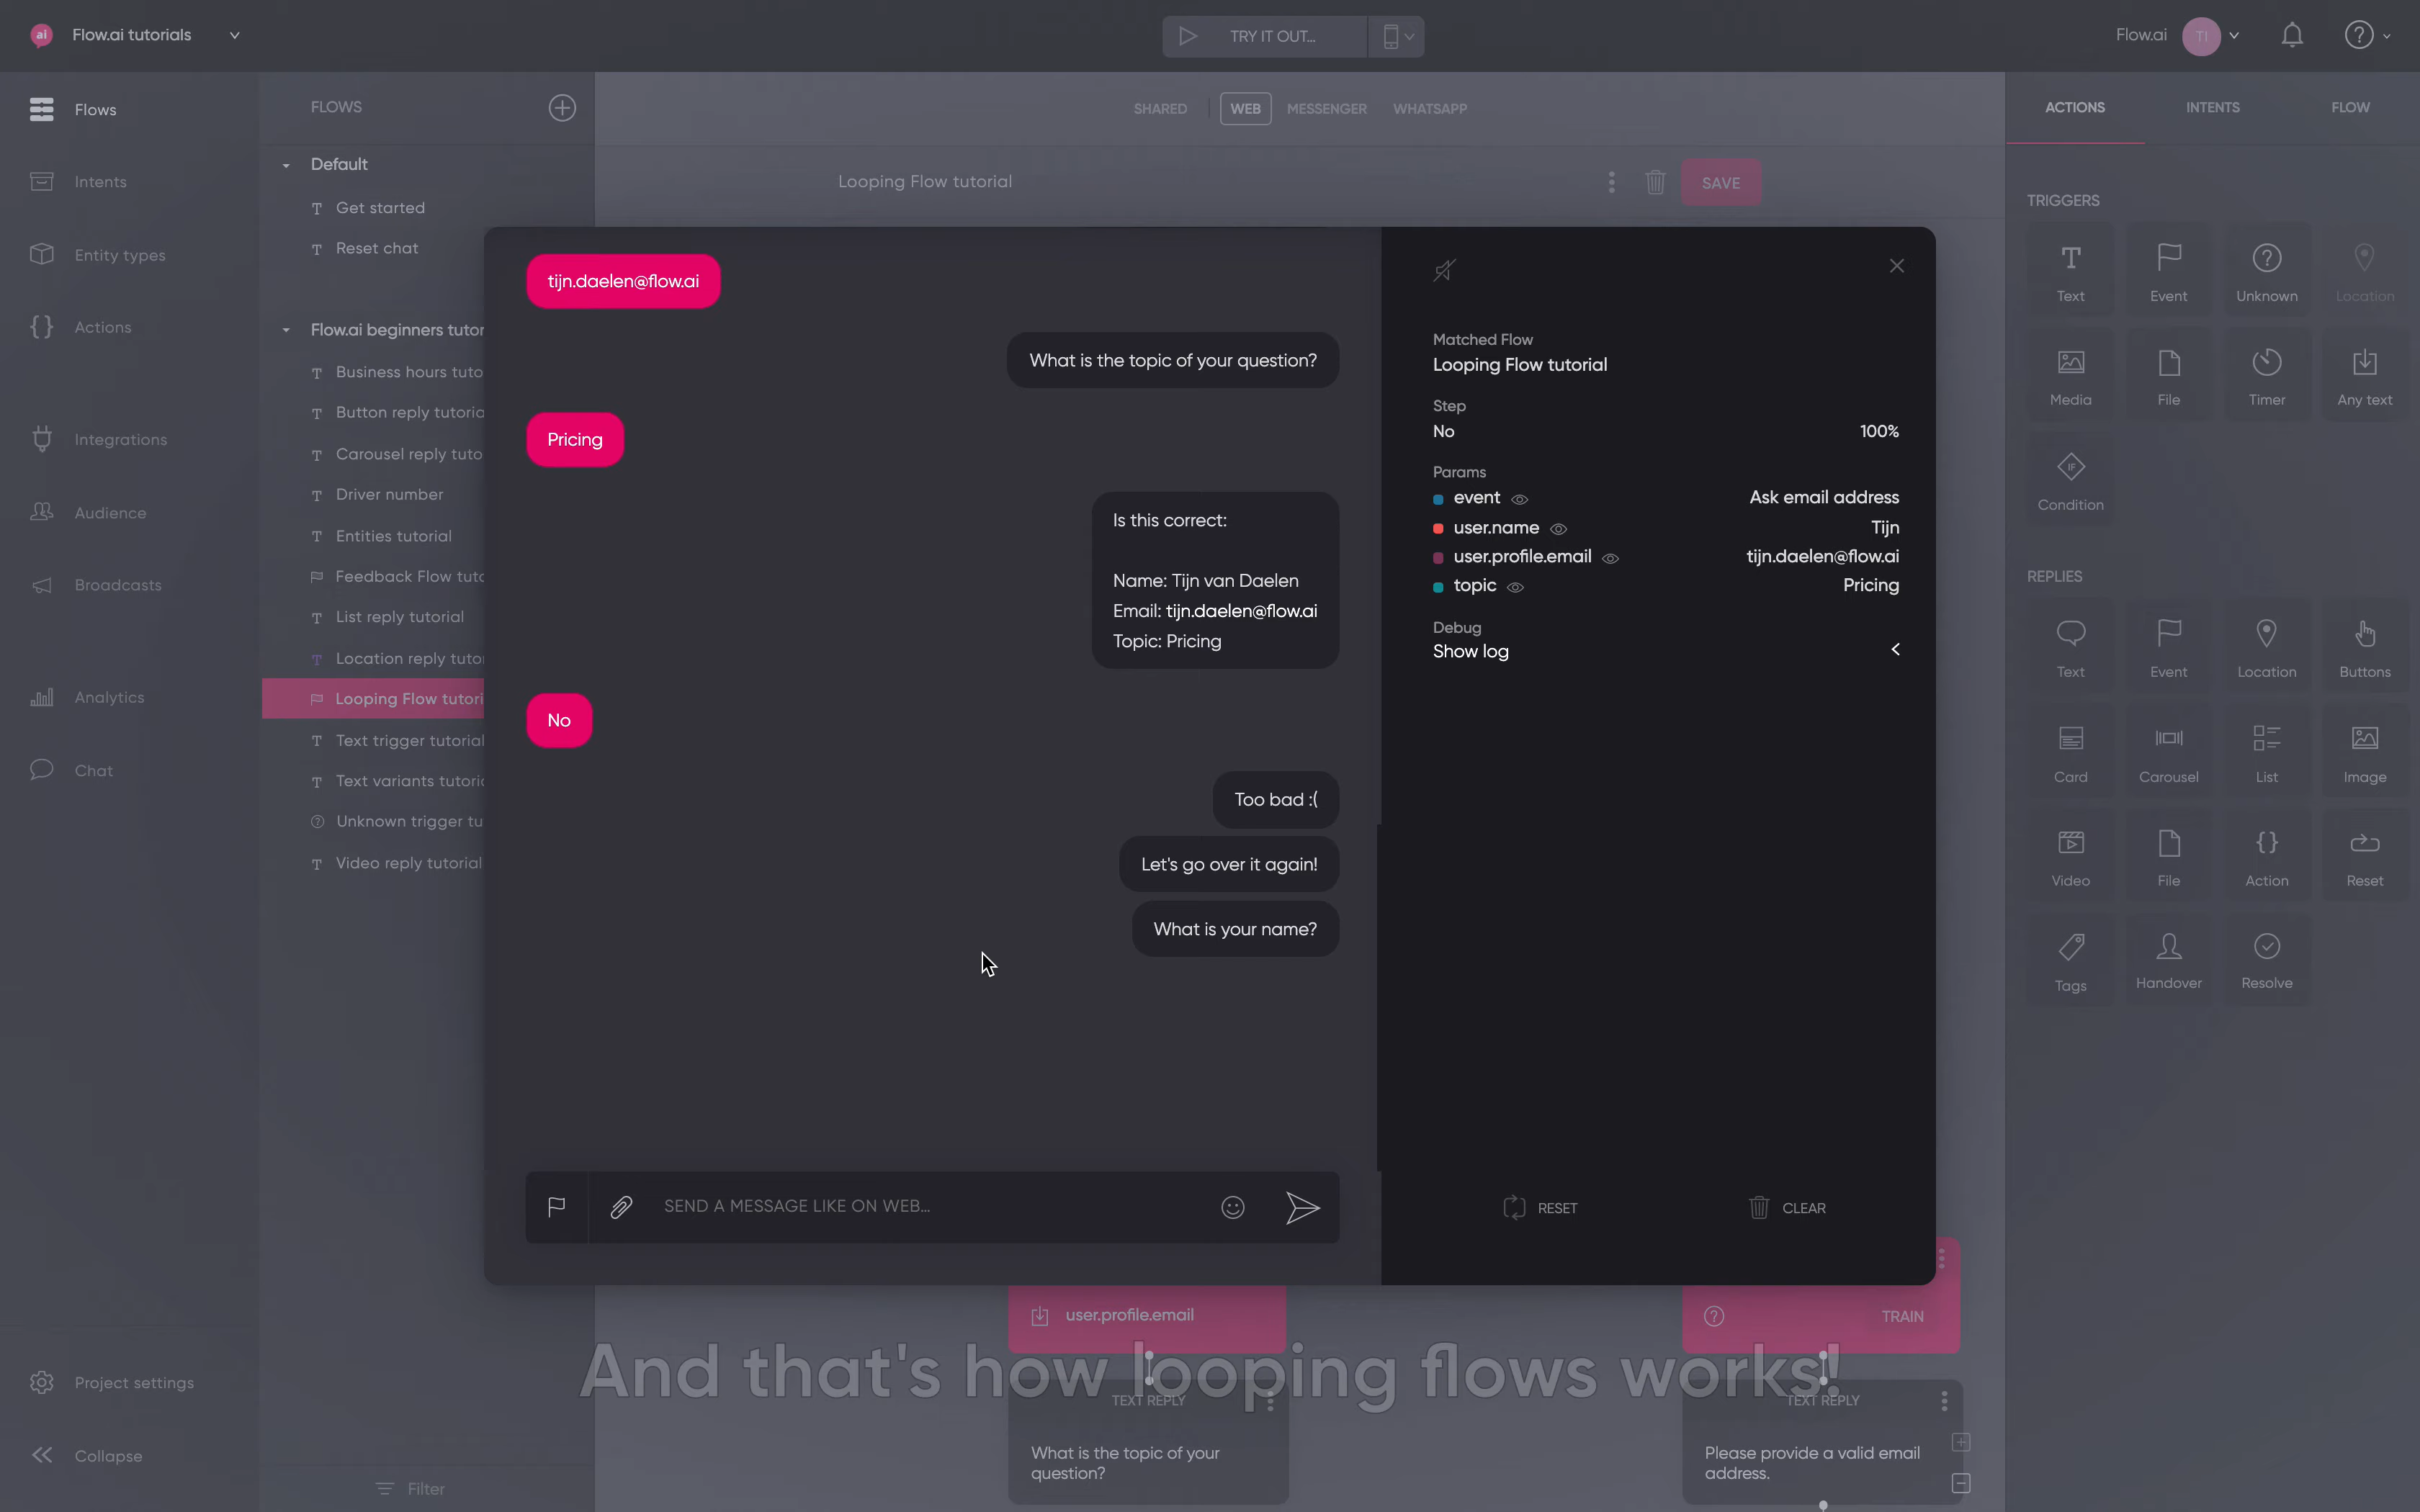 ai
Flow.ai tutorials
TRY IT OUT...
Flow.ai
TI
Flows
Intents
Entity types
Actions
Integrations
Audience
Broadcasts
Analytics
Chat
Project settings
Collapse
FLOWS
Default
Get started
Reset chat
Flow.ai beginners tutor
Business hours tuto
Button reply tutoria
Carousel reply tuto
Driver number
Entities tutorial
Feedback Flow tuto
List reply tutorial
Location reply tutor
Looping Flow tutori
Text trigger tutorial
Text variants tutoria
Unknown trigger tu
Video reply tutorial
Filter
SHARED
WEB
MESSENGER
WHATSAPP
Looping Flow tutorial
SAVE
tijn.daelen@flow.ai
What is the topic of your question?
Pricing
Is this correct:
Name: Tijn van Daelen
Email: tijn.daelen@flow.ai
Topic: Pricing
No
Too bad :(
Let's go over it again!
What is your name?
SEND A MESSAGE LIKE ON WEB...
Matched Flow
Looping Flow tutorial
Step
No 100%
Params
event Ask email address
user.name Tijn
user.profile.email tijn.daelen@flow.ai
topic Pricing
Debug
Show log
RESET
CLEAR
user.profile.email
TRAIN
And that's how looping flows works!
TEXT REPLY
What is the topic of your
question?
TEXT REPLY
Please provide a valid email
address.
ACTIONS
INTENTS
FLOW
TRIGGERS
Text
Event
Unknown
Location
Media
File
Timer
Any text
IF
Condition
REPLIES
Text
Event
Location
Buttons
Card
Carousel
List
Image
Video
File
Action
Reset
Tags
Handover
Resolve